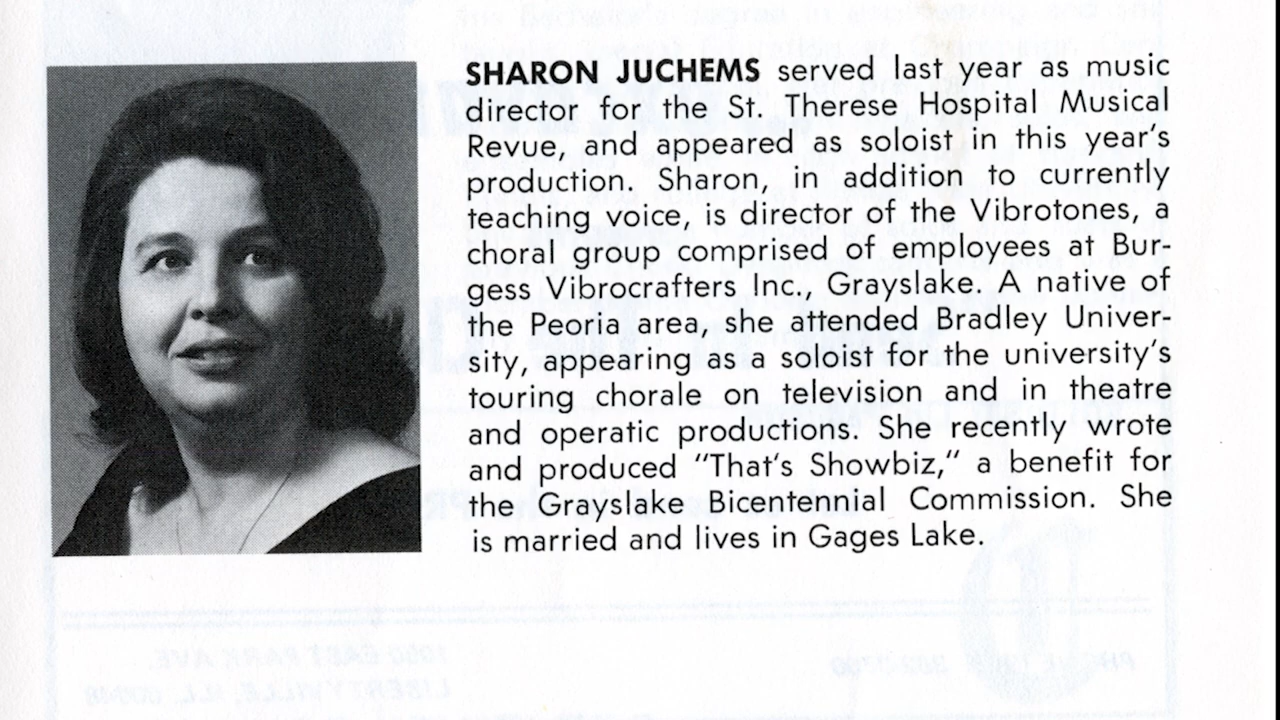 SHARON JUCHEMS served last year as music
director for the St. Therese Hospital Musical
Revue, and appeared as soloist in this year's
production. Sharon, in addition to currently
teaching voice, is director of the Vibrotones, a
choral group comprised of employees at Bur-
gess Vibrocrafters Inc., Grayslake. A native of
the Peoria area, she attended Bradley Univer-
sity, appearing as a soloist for the university's
touring chorale on television and in theatre
and operatic productions. She recently wrote
and produced "That's Showbiz," a benefit for
the Grayslake Bicentennial Commission. She
is married and lives in Gages Lake.